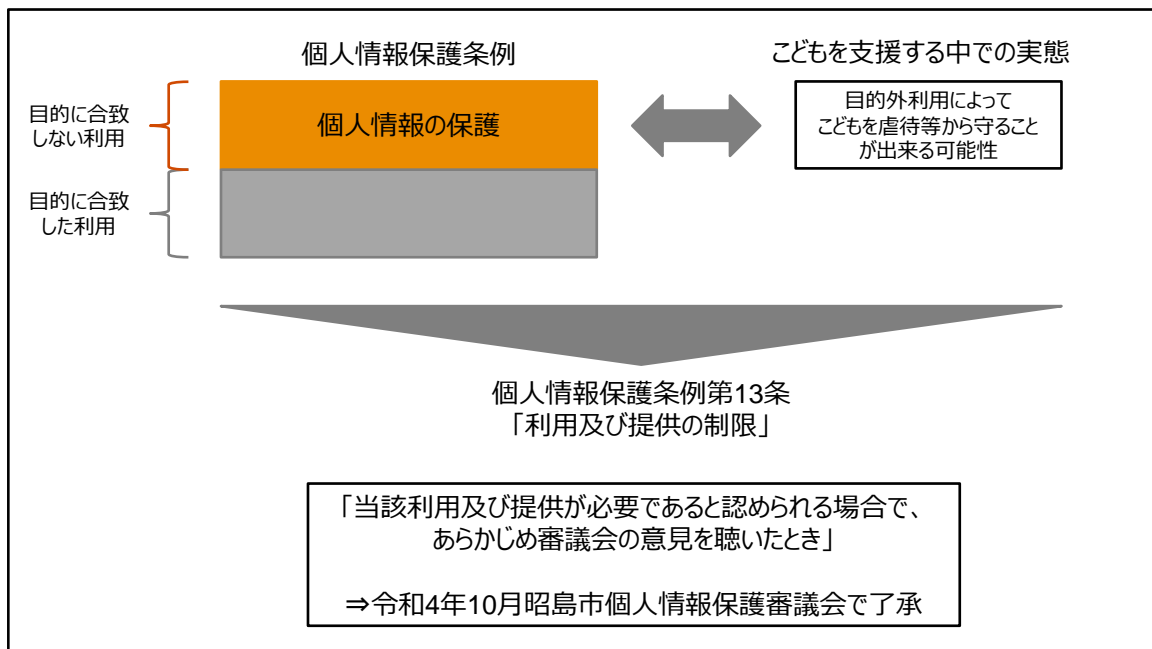 個人情報保護条例
こどもを支援する中での実態
目的に合致
しない利用
個人情報の保護
目的外利用によって
こどもを虐待等から守ること
が出来る可能性
目的に合致
した利用
個人情報保護条例第13条
「利用及び提供の制限」
「当該利用及び提供が必要であると認められる場合で、
あらかじめ審議会の意見を聴いたとき」
⇒令和4年10月昭島市個人情報保護審議会で了承